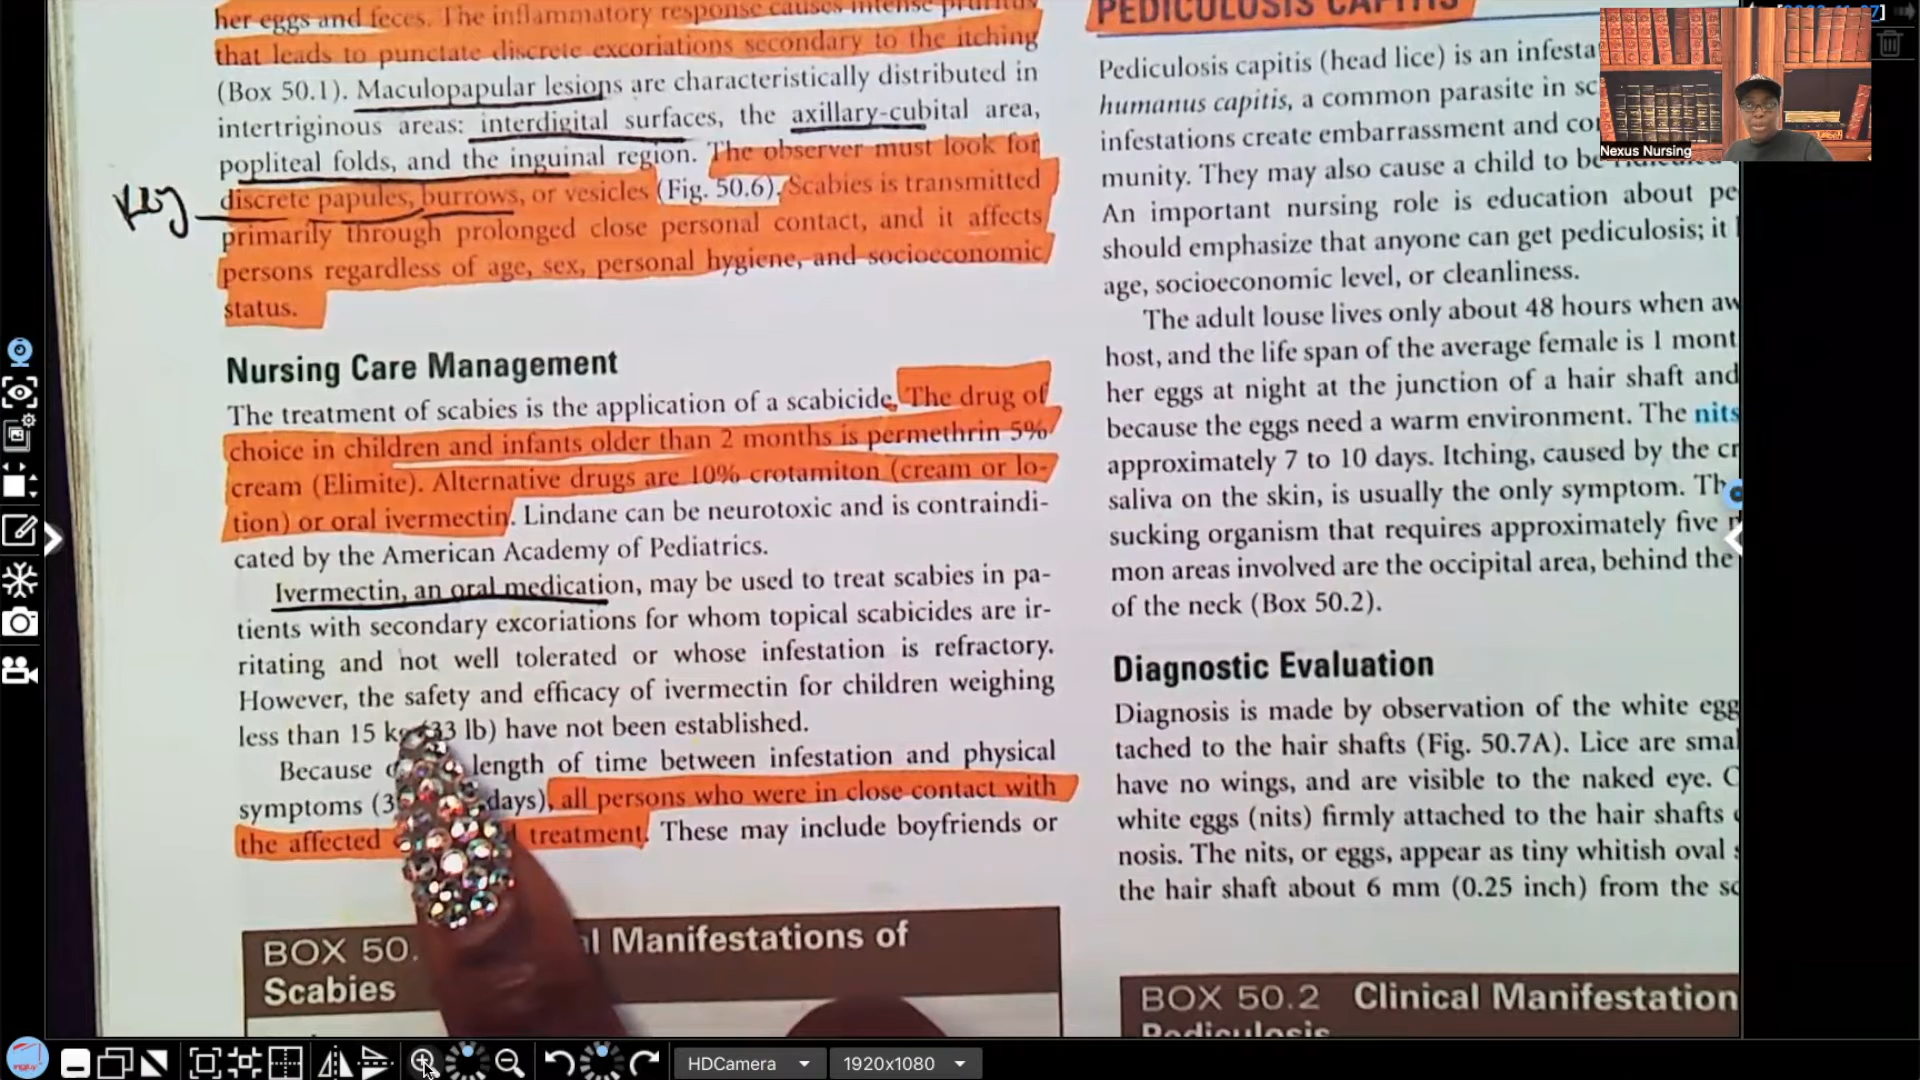 her eggs and feces. The inflammatory response causes intense pruritus
that leads to punctate discrete excoriations secondary to the itching
(Box 50.1). Maculopapular lesions are characteristically distributed in
intertriginous areas: interdigital surfaces, the axillary-cubital area,
popliteal folds, and the inguinal region. The observer must look for
discrete papules, burrows, or vesicles (Fig. 50.6). Scabies is transmitted
primarily through prolonged close personal contact, and it affects
persons regardless of age, sex, personal hygiene, and socioeconomic
status.
Key
Nursing Care Management
The treatment of scabies is the application of a scabicide. The drug of
choice in children and infants older than 2 months is permethrin 5%
cream (Elimite). Alternative drugs are 10% crotamiton (cream or lo-
tion) or oral ivermectin. Lindane can be neurotoxic and is contraindi-
cated by the American Academy of Pediatrics.
Ivermectin, an oral medication, may be used to treat scabies in pa-
tients with secondary excoriations for whom topical scabicides are ir-
ritating and not well tolerated or whose infestation is refractory.
However, the safety and efficacy of ivermectin for children weighing
less than 15 kg (33 lb) have not been established.
Because length of time between infestation and physical
symptoms (3 days), all persons who were in close contact with
the affected treatment. These may include boyfriends or
BOX 50. Manifestations of
Scabies
PEDICULOSIS CAPITIS
Pediculosis capitis (head lice) is an infesta
humanus capitis, a common parasite in sc
infestations create embarrassment and co
munity. They may also cause a child to be
An important nursing role is education about pe
should emphasize that anyone can get pediculosis; it
age, socioeconomic level, or cleanliness.
The adult louse lives only about 48 hours when aw
host, and the life span of the average female is 1 mont
her eggs at night at the junction of a hair shaft and
because the eggs need a warm environment. The nits
approximately 7 to 10 days. Itching, caused by the cr
saliva on the skin, is usually the only symptom. Th
sucking organism that requires approximately five
mon areas involved are the occipital area, behind the
of the neck (Box 50.2).
Diagnostic Evaluation
Diagnosis is made by observation of the white egg
tached to the hair shafts (Fig. 50.7A). Lice are smal
have no wings, and are visible to the naked eye. C
white eggs (nits) firmly attached to the hair shafts
nosis. The nits, or eggs, appear as tiny whitish oval
the hair shaft about 6 mm (0.25 inch) from the sc
BOX 50.2 Clinical Manifestation
Pediculosis
Nexus Nursing
HDCamera
1920x1080